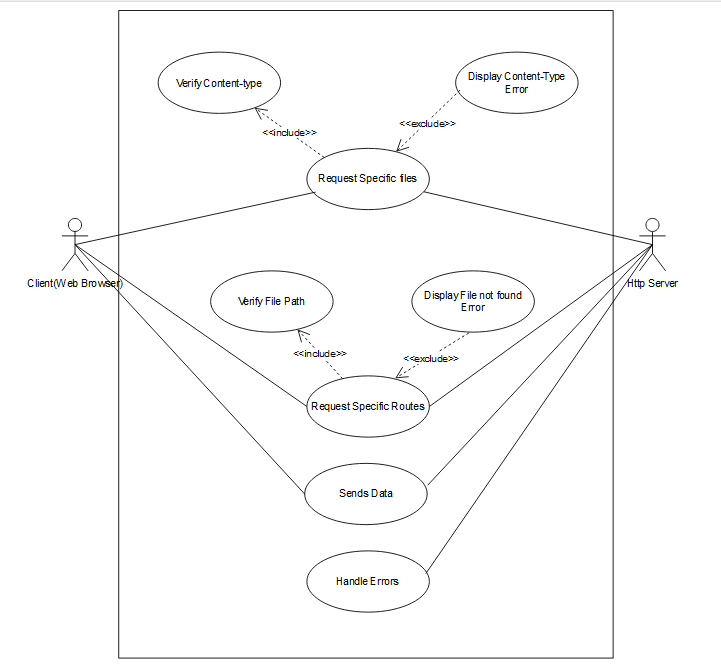 Verify Content-type
Display Content-Type
Error
<<include>>
<<exclude>>
Request Specific files
Client(Web Browser)
Http Server
Verify File Path
Display File not found
Error
<<include>>
<<exclude>>
Request Specific Routes
Sends Data
Handle Errors